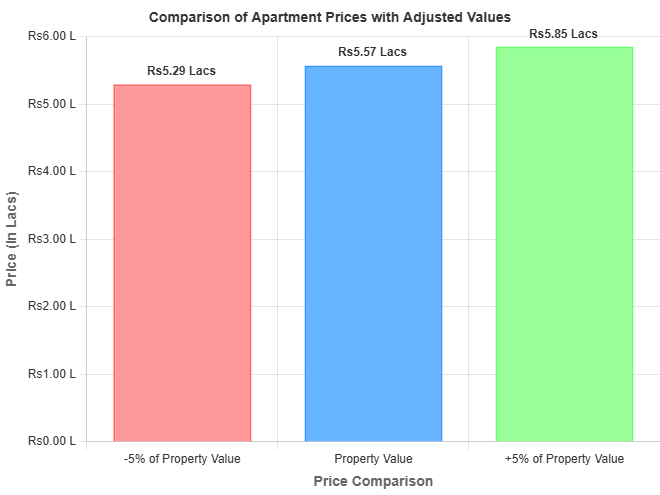 Comparison of Apartment Prices with Adjusted Values
Rs6.00 L
Rs5.00 L
Rs4.00 L
Rs3.00 L
Rs2.00 L
Rs1.00 L
Rs0.00 L
Price (In Lacs)
Rs5.29 Lacs
Rs5.57 Lacs
Rs5.85 Lacs
-5% of Property Value
Property Value
+5% of Property Value
Price Comparison